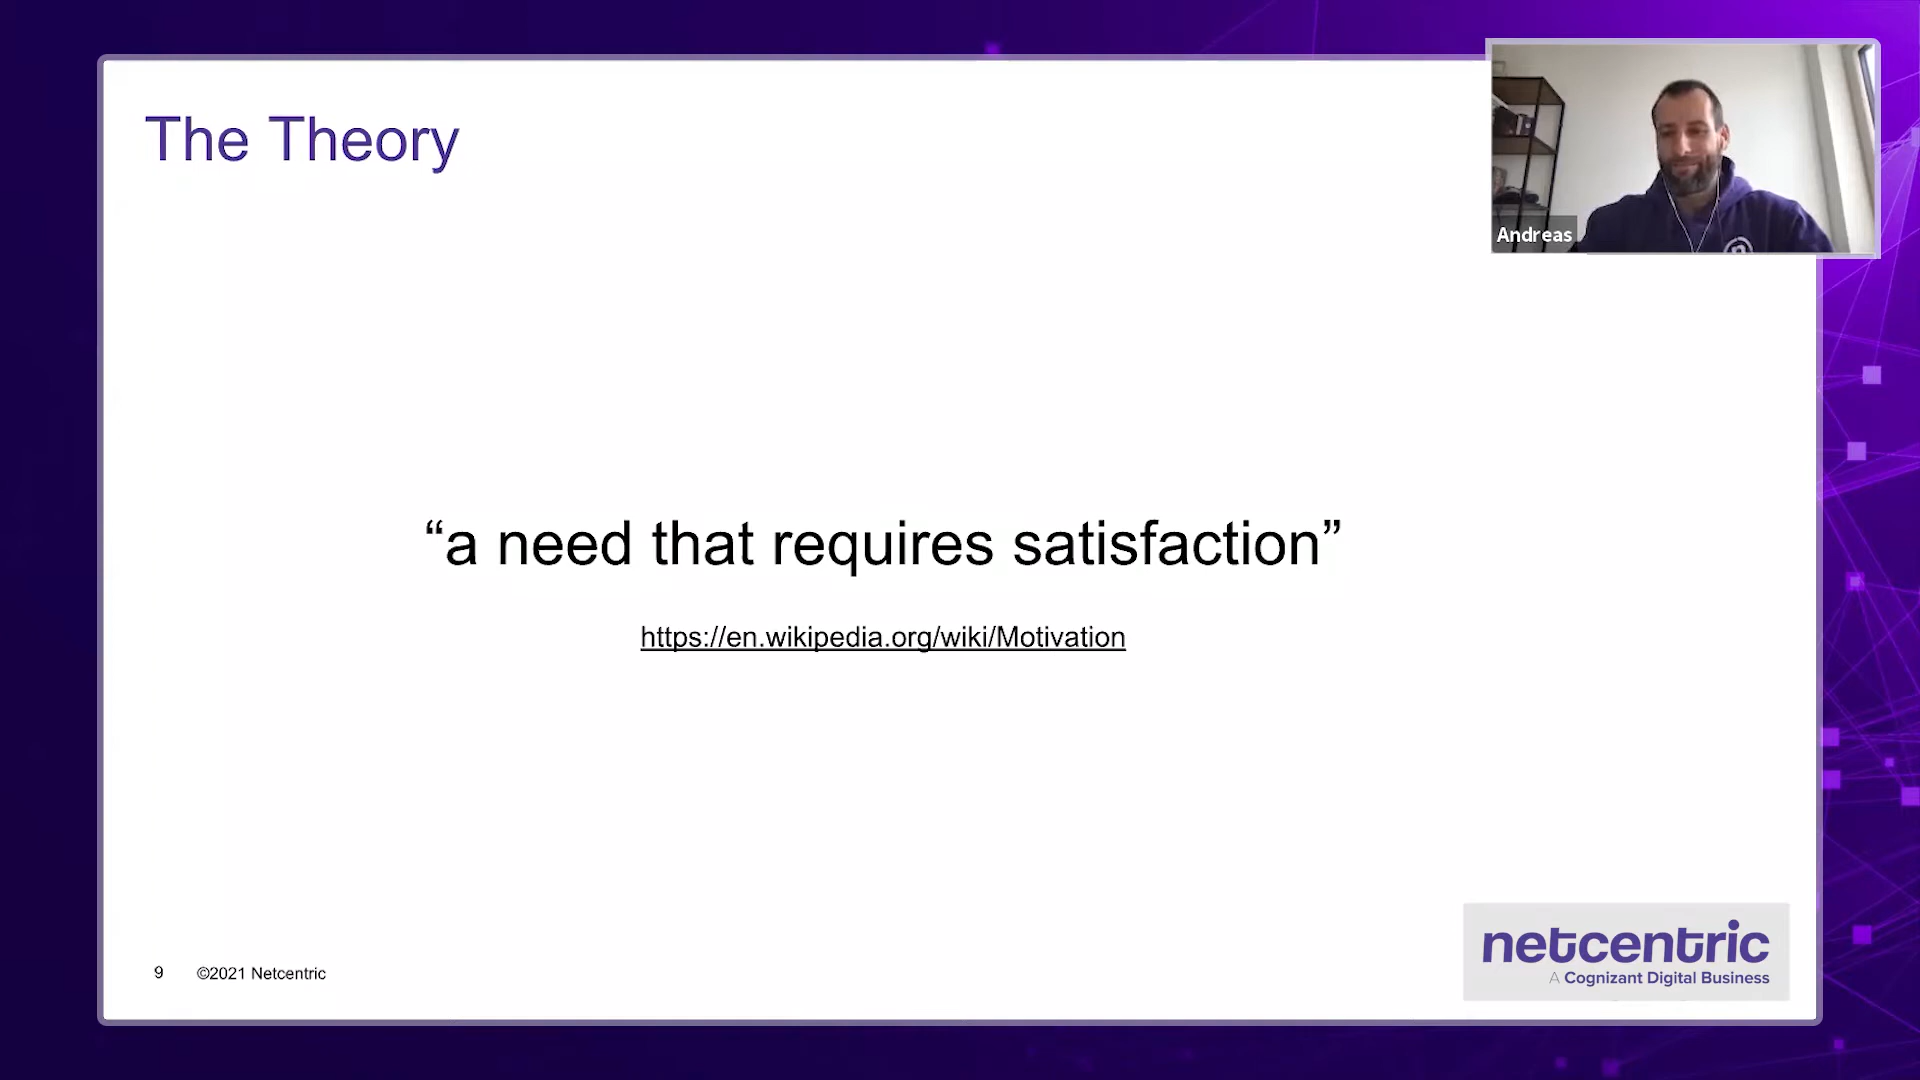 The Theory
Andreas
“a need that requires satisfaction”
https://en.wikipedia.org/wiki/Motivation
9 ©2021 Netcentric
netcentric
A Cognizant Digital Business